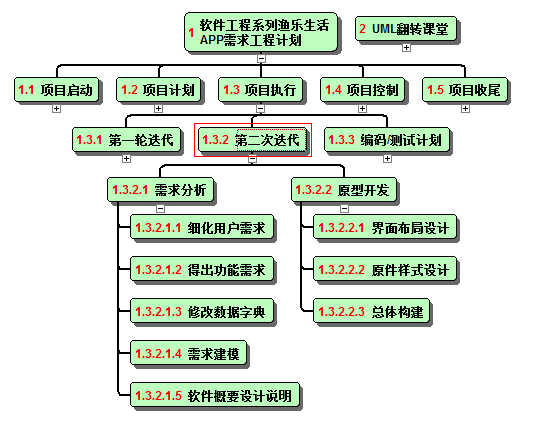 1 软件工程系列渔乐生活
APP需求工程计划
2 UML翻转课堂
1.1 项目启动
1.2 项目计划
1.3 项目执行
1.4 项目控制
1.5 项目收尾
1.3.1 第一轮迭代
1.3.2 第二次迭代
1.3.3 编码/测试计划
1.3.2.1 需求分析
1.3.2.2 原型开发
1.3.2.1.1 细化用户需求
1.3.2.2.1 界面布局设计
1.3.2.1.2 得出功能需求
1.3.2.2.2 原件样式设计
1.3.2.1.3 修改数据字典
1.3.2.2.3 总体构建
1.3.2.1.4 需求建模
1.3.2.1.5 软件概要设计说明